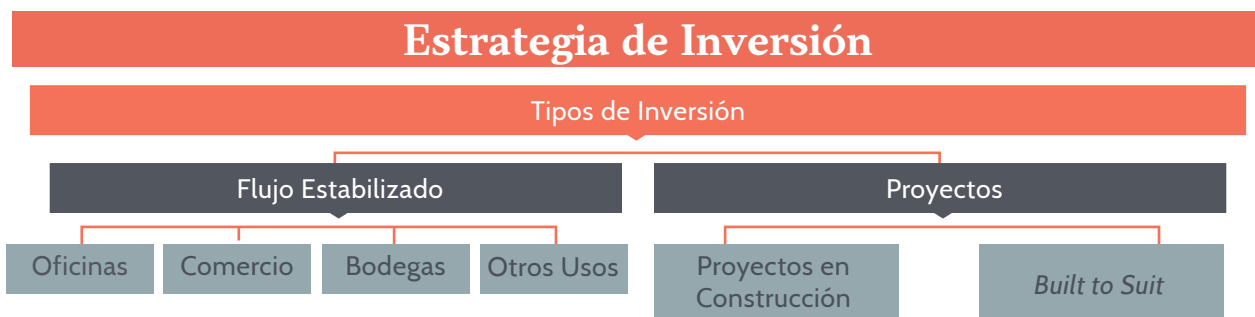 Estrategia de Inversión
Tipos de Inversión
Flujo Estabilizado
Proyectos
Oficinas
Comercio
Bodegas
Otros Usos
Proyectos en
Construcción
Built to Suit